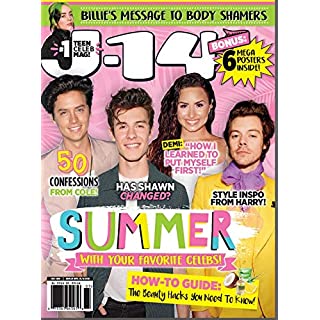 BILLIE'S MESSAGE TO BODY SHAMERS
#1
TEEN
CELEB
MAG!
J-14
BONUS:
6 MEGA
POSTERS
INSIDE!
DEMI: "HOW I
LEARNED TO
PUT MYSELF
FIRST!"
50
CONFESSIONS
FROM COLE!
HAS SHAWN
CHANGED?
STYLE INSPO
FROM HARRY!
SUMMER
WITH YOUR FAVORITE CELEBS!
HOW-TO GUIDE:
The Beauty Hacks You Need To Know!